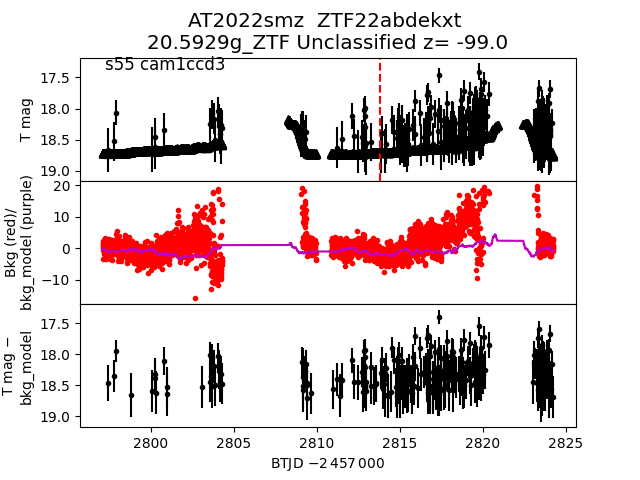 AT2022smz  ZTF22abdekxt
20.5929g_ZTF Unclassified z= -99.0
s55 cam1ccd3
T mag
17.5
18.0
18.5
19.0
Bkg (red)/
bkg_model (purple)
20
10
0
−10
T mag −
bkg_model
17.5
18.0
18.5
19.0
2800
2805
2810
2815
2820
2825
BTJD −2 457 000